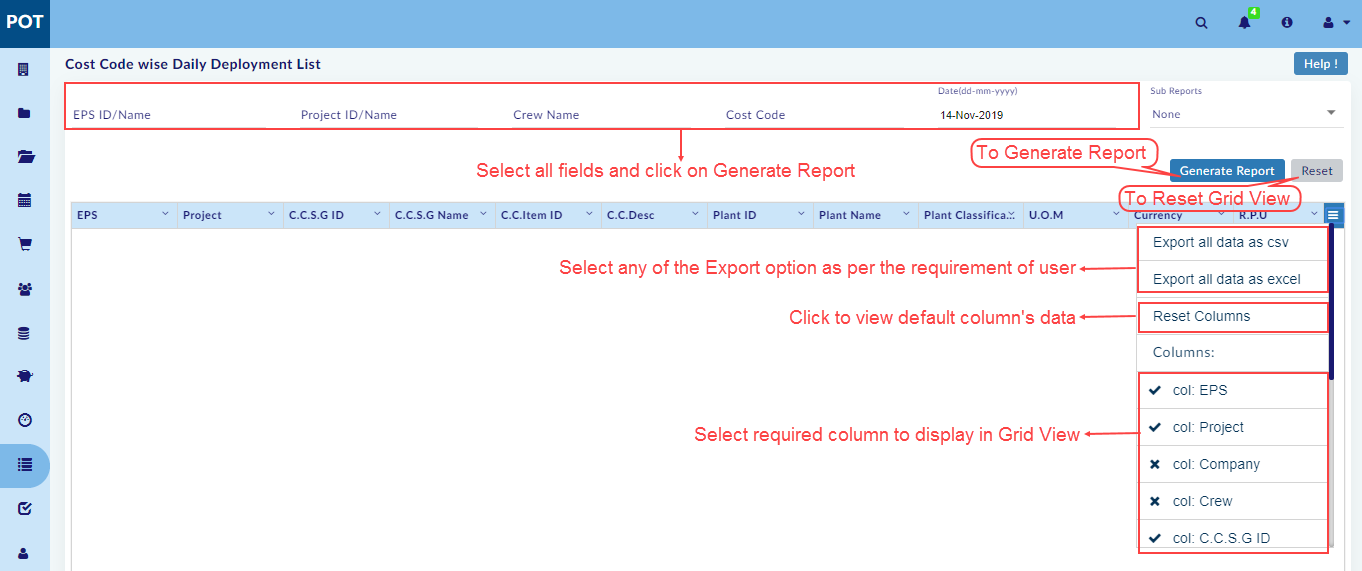 POT
4
Cost Code wise Daily Deployment List
Help !
Date(dd-mm-yyyy)
Sub Reports
EPS ID/Name
Project ID/Name
Crew Name
Cost Code
14-Nov-2019
None
To Generate Report
Select all fields and click on Generate Report
Generate Report
Reset
To Reset Grid View
EPS
Project
C.C.S.G ID
C.C.S.G Name
C.C.Item ID
C.C.Desc
Plant ID
Plant Name
Plant Classifica...
U.O.M
Currency
R.P.U
Export all data as csv
Select any of the Export option as per the requirement of user
Export all data as excel
Click to view default column's data
Reset Columns
Columns:
col: EPS
Select required column to display in Grid View
col: Project
col: Company
col: Crew
col: C.C.S.G ID